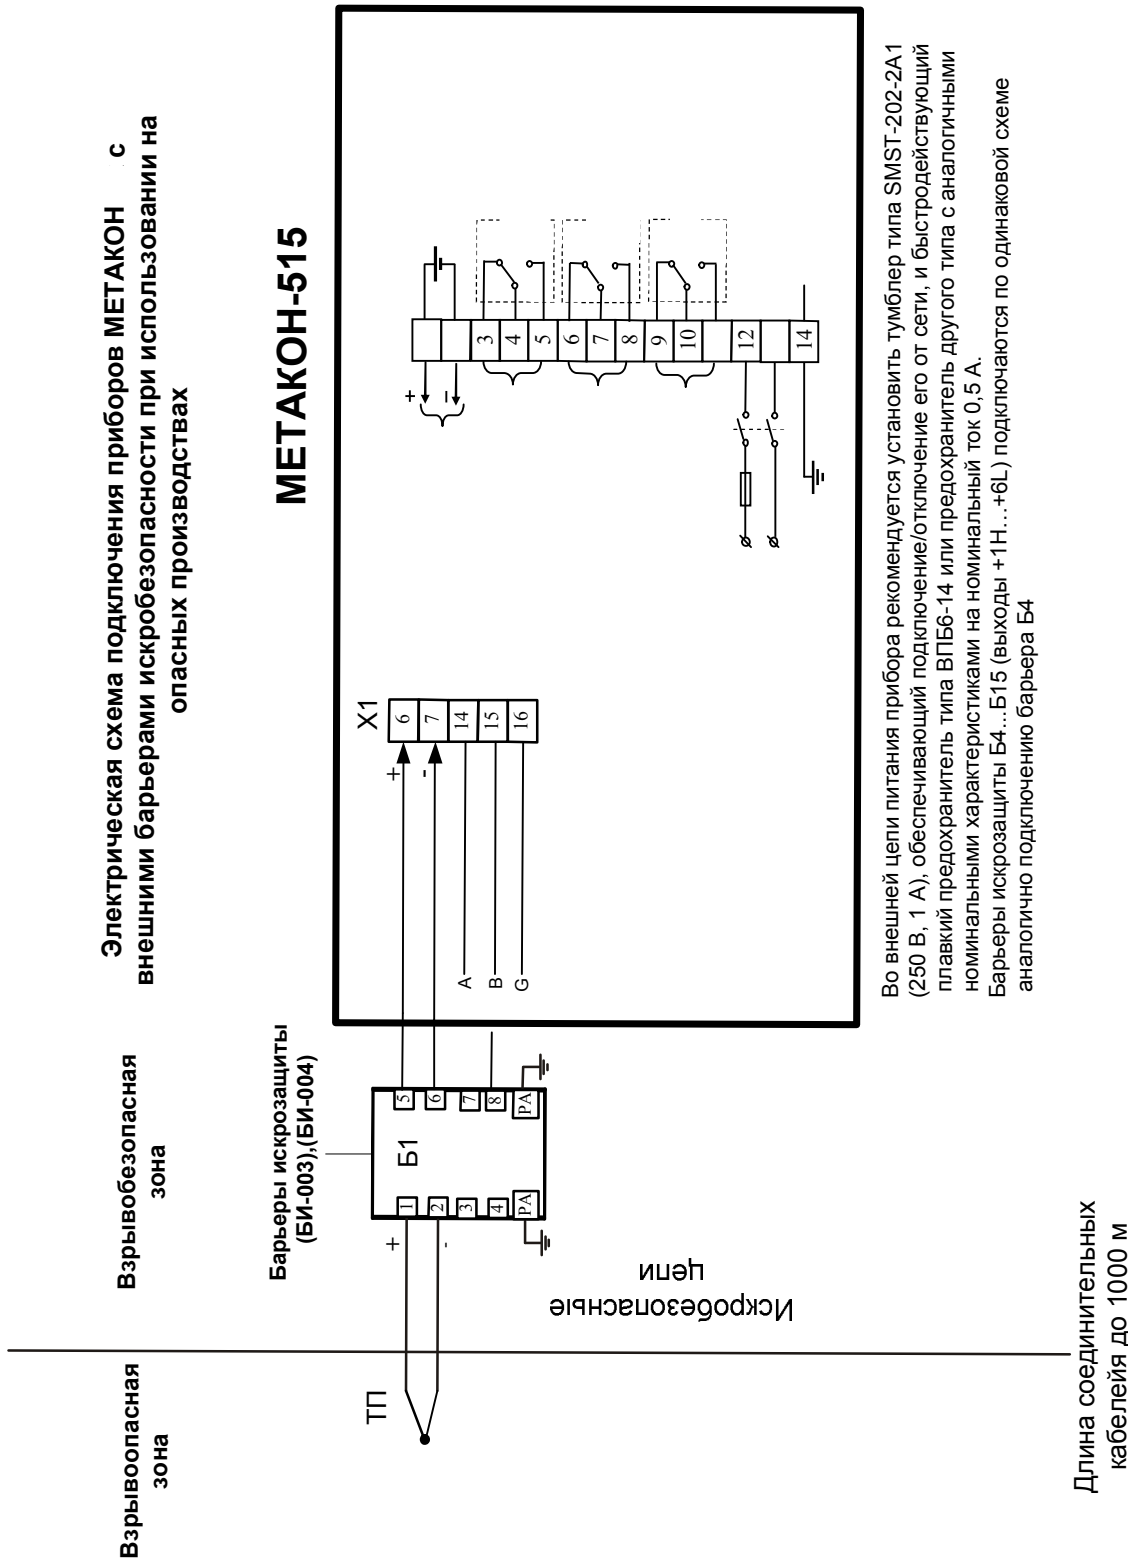 Электрическая схема подключения приборов МЕТАКОН . с
внешними барьерами искробезопасности при использовании на
опасных производствах
Взрывоопасная
зона
Взрывобезопасная
зона
Барьеры искрозащиты
(БИ-003),(БИ-004)
МЕТАКОН-515
ТП
+
-
1
2
3
4
PA
Б1
5
6
7
8
PA
Искробезопасные
цепи
X1
+
-
6
7
14
15
16
A
B
G
+
-
3
4
5
6
7
8
9
10
12
14
Во внешней цепи питания прибора рекомендуется установить тумблер типа SMST-202-2A1
(250 В, 1 А), обеспечивающий подключение/отключение его от сети, и быстродействующий
плавкий предохранитель типа ВПБ6-14 или предохранитель другого типа с аналогичными
номинальными характеристиками на номинальный ток 0,5 А.
Барьеры искрозащиты Б4...Б15 (выходы +1H...+6L) подключаются по одинаковой схеме
аналогично подключению барьера Б4
Длина соединительных
кабелейя до 1000 м